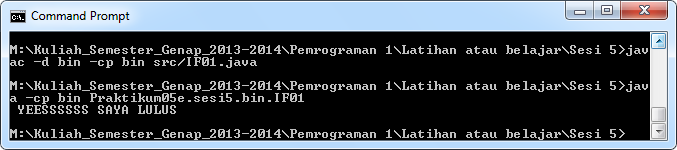 Command Prompt
M:\Kuliah_Semester_Genap_2013-2014\Pemrograman 1\Latihan atau belajar\Sesi 5>jav
ac -d bin -cp bin src/IF01.java
M:\Kuliah_Semester_Genap_2013-2014\Pemrograman 1\Latihan atau belajar\Sesi 5>jav
a -cp bin Praktikum05e.sesi5.bin.IF01
YEESSSSSS SAYA LULUS
M:\Kuliah_Semester_Genap_2013-2014\Pemrograman 1\Latihan atau belajar\Sesi 5>